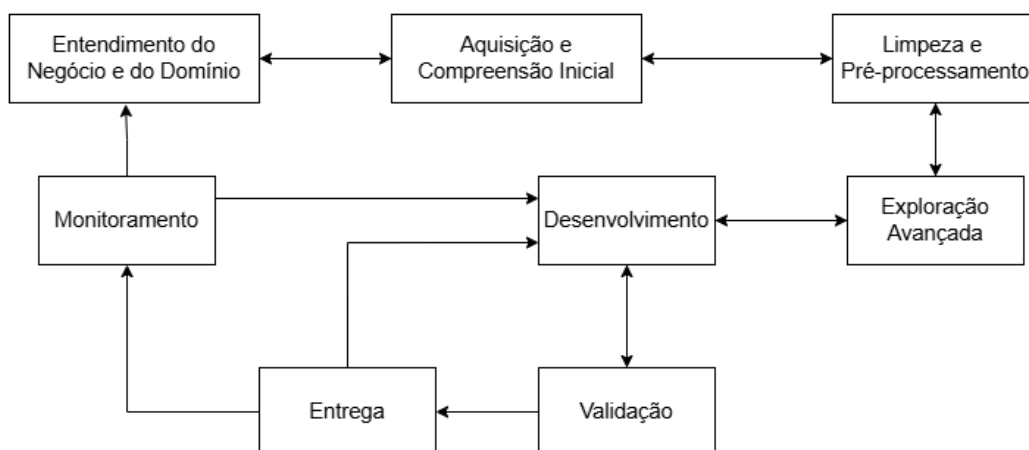 Entendimento do
Negócio e do Domínio
Aquisição e
Compreensão Inicial
Limpeza e
Pré-processamento
Monitoramento
Desenvolvimento
Exploração
Avançada
Entrega
Validação